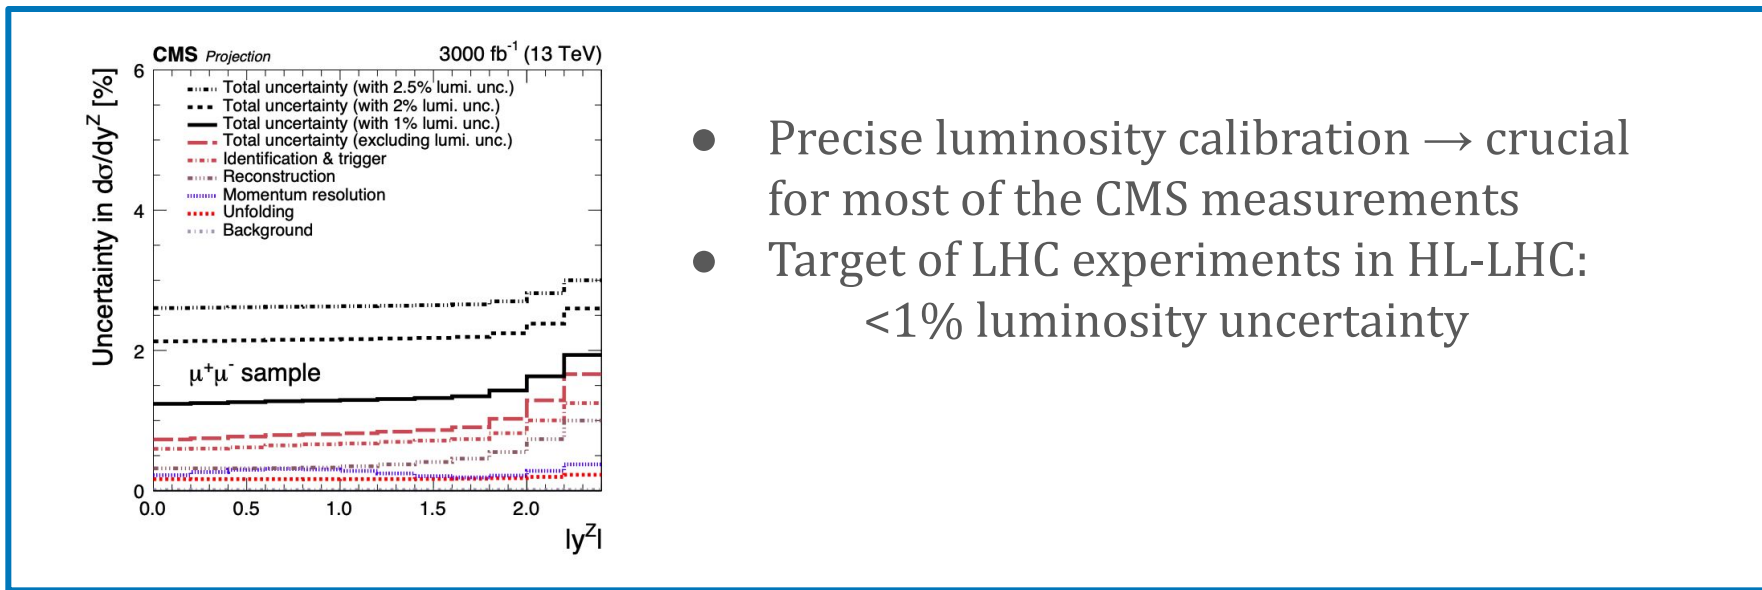 CMS Projection 3000 fb⁻¹ (13 TeV)
Uncertainty in dσ/dyᶻ [%]
6
4
2
0
Total uncertainty (with 2.5% lumi. unc.)
Total uncertainty (with 2% lumi. unc.)
Total uncertainty (with 1% lumi. unc.)
Total uncertainty (excluding lumi. unc.)
Identification & trigger
Reconstruction
Momentum resolution
Unfolding
Background
μ⁺μ⁻ sample
0.0 0.5 1.0 1.5 2.0
|yᶻ|
● Precise luminosity calibration → crucial
for most of the CMS measurements
● Target of LHC experiments in HL-LHC:
<1% luminosity uncertainty